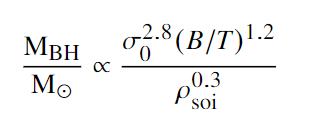 M_BH / M_⊙ ∝ σ_0^{2.8} (B/T)^{1.2} / ρ_soi^{0.3}